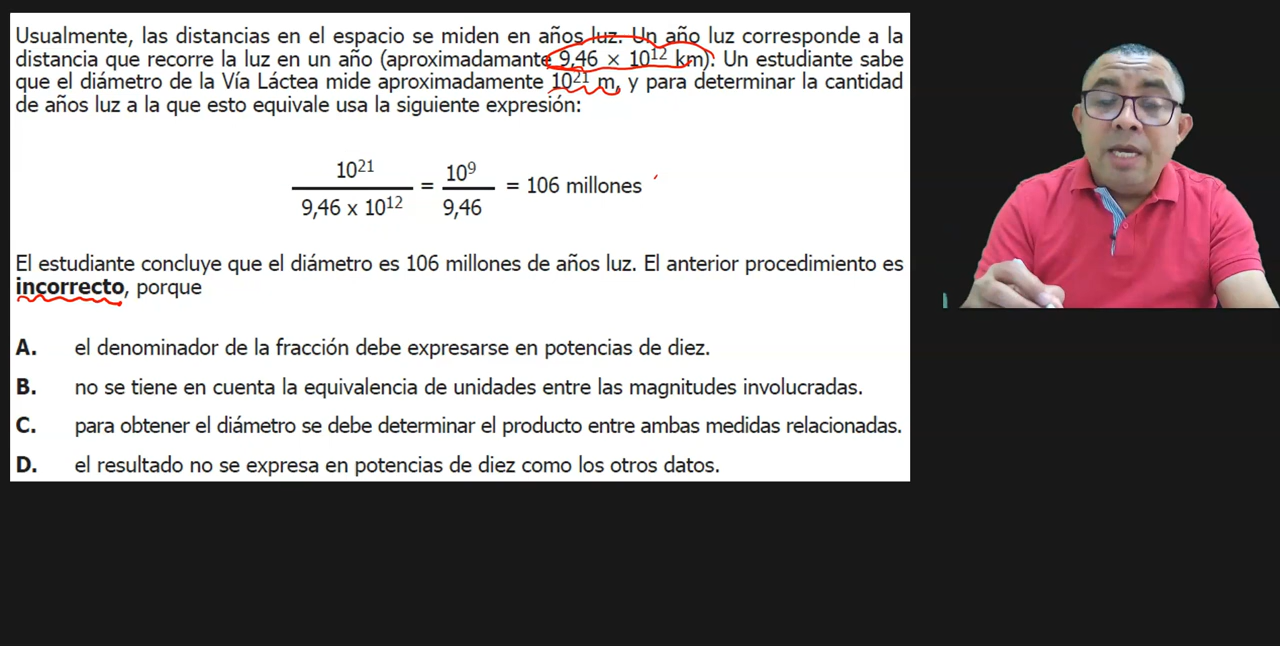 Usualmente, las distancias en el espacio se miden en años luz. Un año luz corresponde a la
distancia que recorre la luz en un año (aproximadamante 9,46 × 10¹² km). Un estudiante sabe
que el diámetro de la Vía Láctea mide aproximadamente 10²¹ m, y para determinar la cantidad
de años luz a la que esto equivale usa la siguiente expresión:
10²¹ / 9,46 x 10¹² = 10⁹ / 9,46 = 106 millones
El estudiante concluye que el diámetro es 106 millones de años luz. El anterior procedimiento es
incorrecto, porque
A. el denominador de la fracción debe expresarse en potencias de diez.
B. no se tiene en cuenta la equivalencia de unidades entre las magnitudes involucradas.
C. para obtener el diámetro se debe determinar el producto entre ambas medidas relacionadas.
D. el resultado no se expresa en potencias de diez como los otros datos.